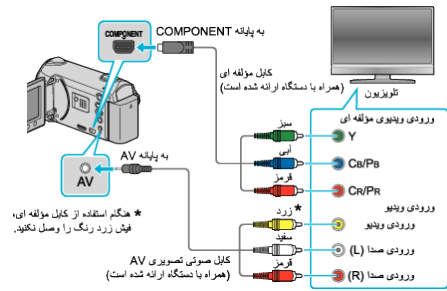 به پایانه COMPONENT
COMPONENT
کابل مؤلفه ای
(همراه با دستگاه ارائه شده است)
تلویزیون
ورودی ویدیوی مؤلفه ای
سبز
Y
آبی
CB/PB
قرمز
CR/PR
به پایانه AV
AV
* هنگام استفاده از کابل مؤلفه ای،
فیش زرد رنگ را وصل نکنید.
ورودی ویدیو
زرد *
ورودی ویدیو
سفید
ورودی صدا (L)
قرمز
ورودی صدا (R)
کابل صوتی تصویری AV
(همراه با دستگاه ارائه شده است)